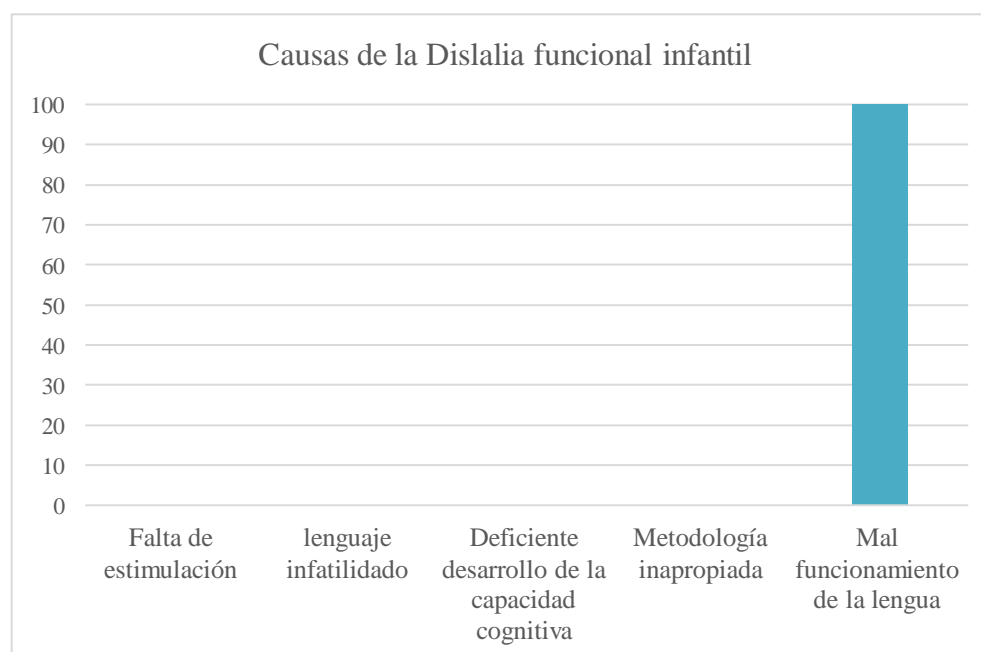 Causas de la Dislalia funcional infantil
100
90
80
70
60
50
40
30
20
10
0
Falta de
estimulación
lenguaje
infatilidado
Deficiente
desarrollo de la
capacidad
cognitiva
Metodología
inapropiada
Mal
funcionamiento
de la lengua